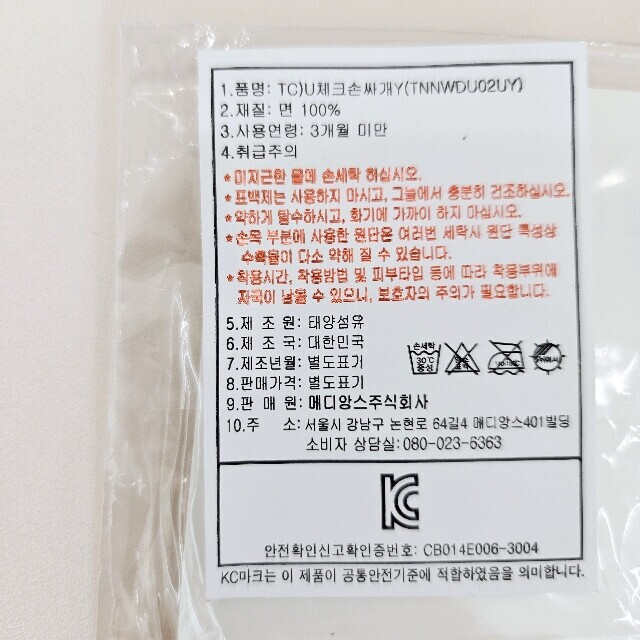 1.품명: TC)U체크손싸개Y(TNNWDU02UY)
2.재질: 면 100%
3.사용연령: 3개월 미만
4.취급주의
*미지근한 물에 손세탁 하십시오.
*표백제는 사용하지 마시고, 그늘에서 충분히 건조하십시오.
*약하게 탈수하시고, 화기에 가까이 하지 마십시오.
*손목 부분에 사용한 원단은 여러번 세탁시 원단 특성상
수축율이 다소 약해 질 수 있습니다.
*착용시간, 착용방법 및 피부타입 등에 따라 착용부위에
자국이 남을 수 있으니, 보호자의 주의가 필요합니다.
5.제 조 원: 태양섬유
6.제 조 국: 대한민국
7.제조년월: 별도표기
8.판매가격: 별도표기
9.판 매 원: 메디앙스주식회사
손세탁
30℃
중성
10.주 소: 서울시 강남구 논현로 64길4 메디앙스401빌딩
소비자 상담실:080-023-6363
KC
안전확인신고확인증번호: CB014E006-3004
KC마크는 이 제품이 공통안전기준에 적합하였음을 의미합니다.